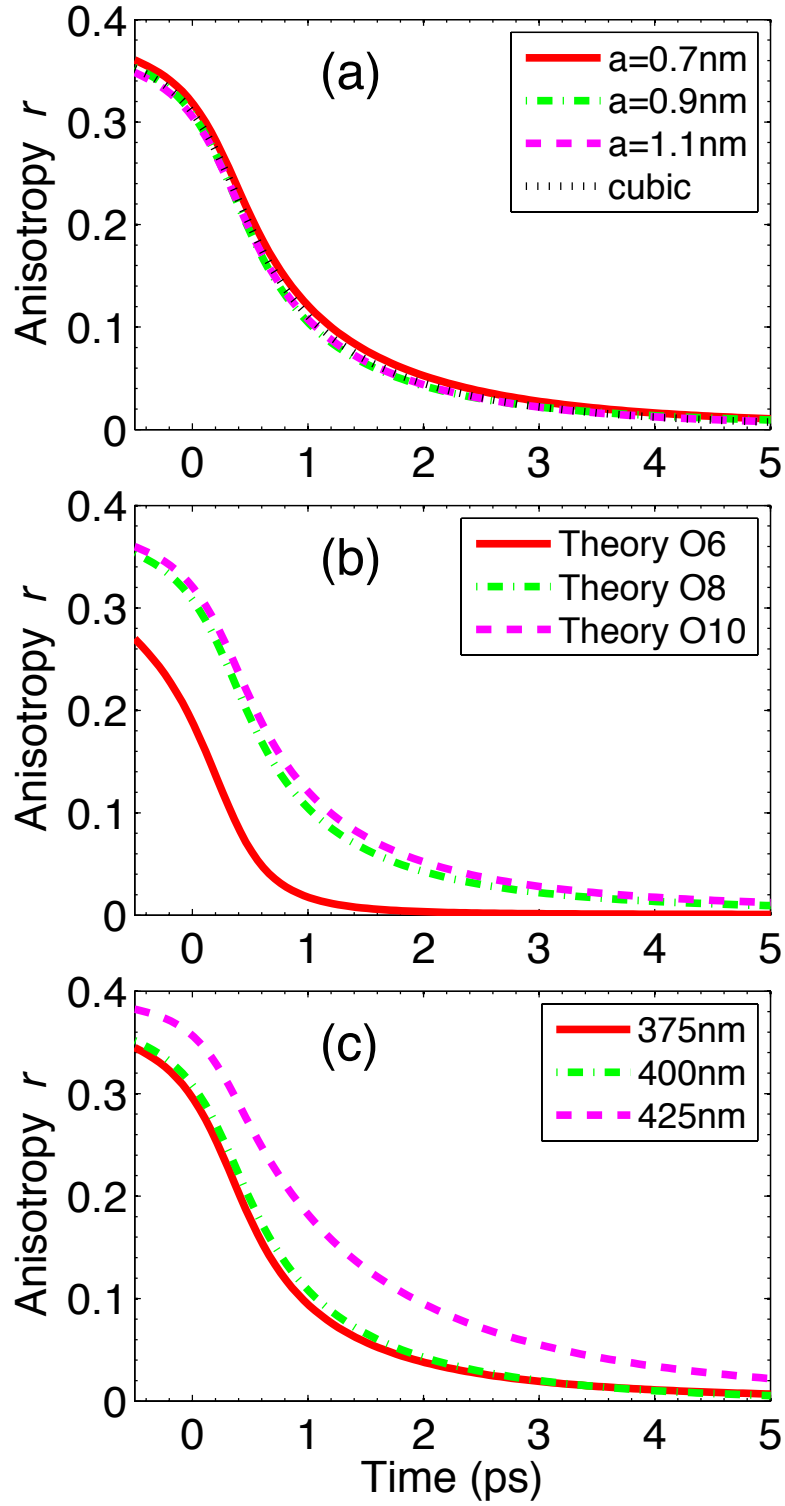 0.4
(a)
a=0.7nm
a=0.9nm
a=1.1nm
cubic
0.3
0.2
0.1
0
Anisotropy r
0 1 2 3 4 5
0.4
(b)
Theory O6
Theory O8
Theory O10
0.3
0.2
0.1
0
Anisotropy r
0 1 2 3 4 5
0.4
(c)
375nm
400nm
425nm
0.3
0.2
0.1
0
Anisotropy r
0 1 2 3 4 5
Time (ps)